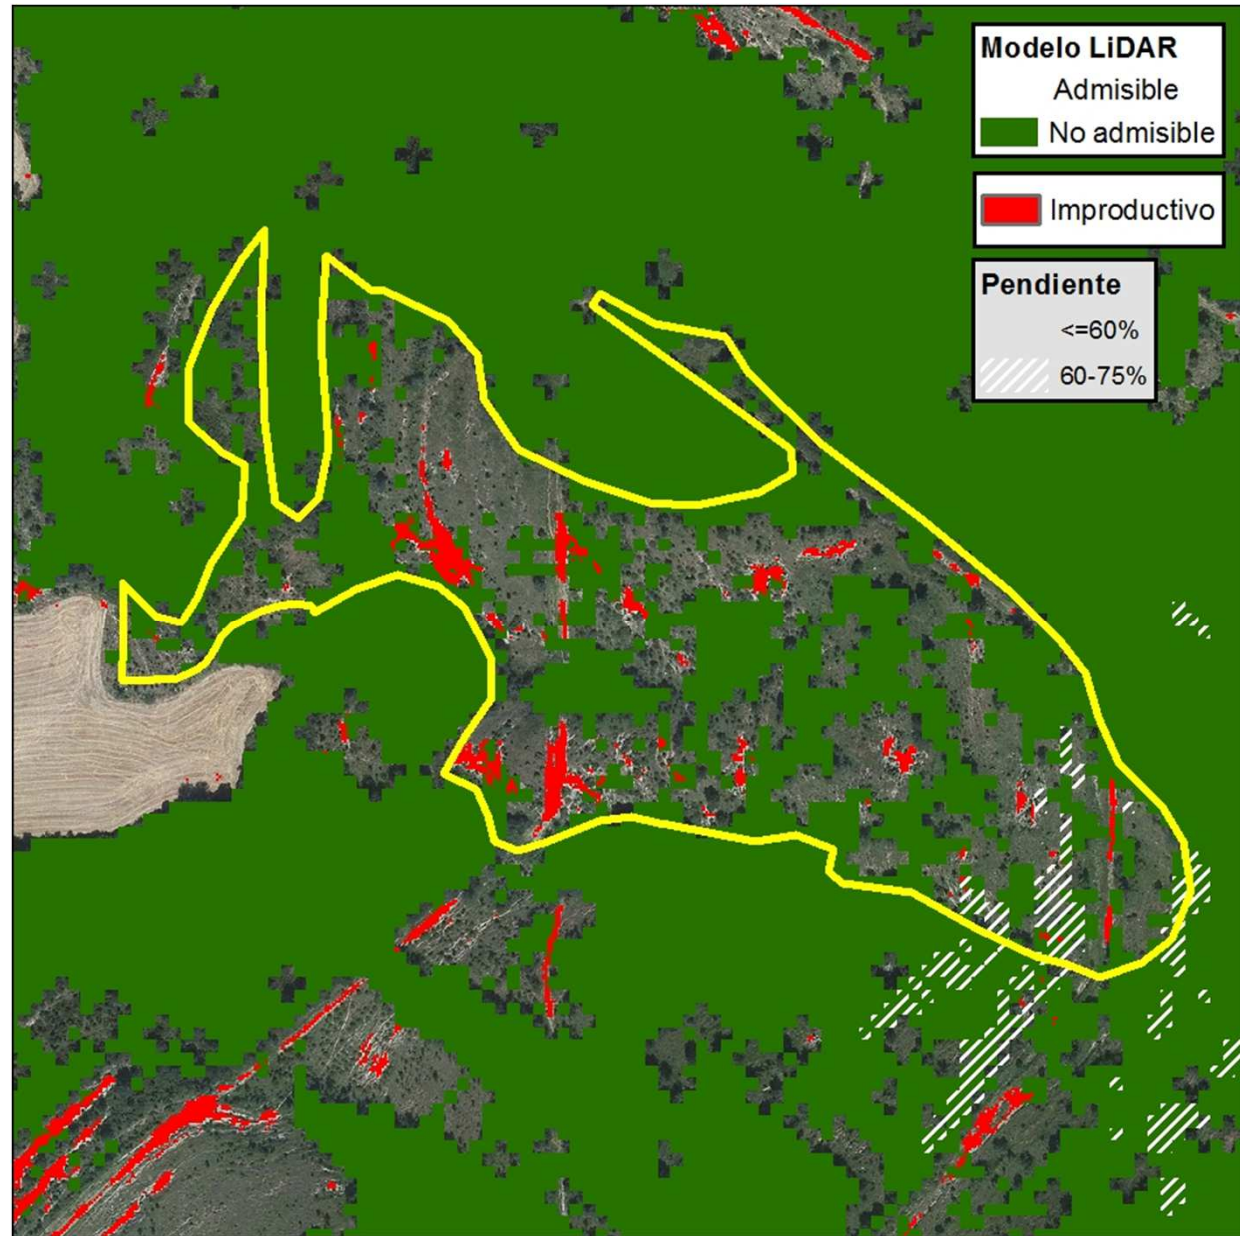 Modelo LiDAR
Admisible
No admisible
Improductivo
Pendiente
<=60%
60-75%